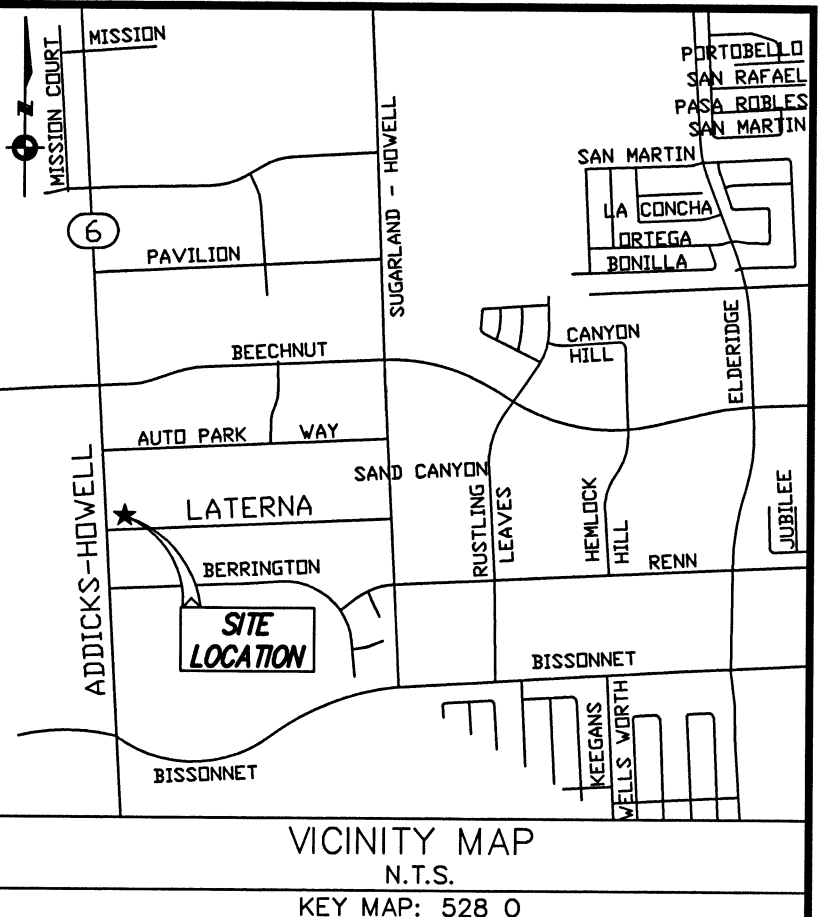 MISSION
MISSION COURT
N
6
PAVILION
SUGARLAND - HOWELL
PORTOBELLO
SAN RAFAEL
PASA ROBLES
SAN MARTIN
SAN MARTIN
LA CONCHA
ORTEGA
BONILLA
ELDERIDGE
CANYON
HILL
BEECHNUT
AUTO PARK WAY
SAND CANYON
ADDICKS-HOWELL
LATERNA
RUSTLING
LEAVES
HEMLOCK
HILL
JUBILEE
BERRINGTON
RENN
SITE
LOCATION
BISSONNET
BISSONNET
KEEGANS
WELLS WORTH
VICINITY MAP
N.T.S.
KEY MAP: 528 O